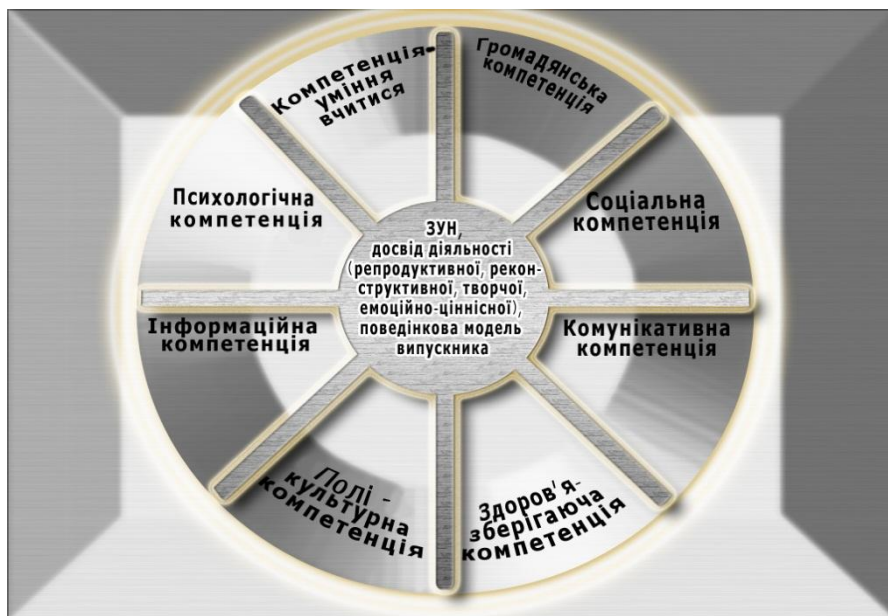 Компетенція-
уміння
вчитися
Громадянська
компетенція
Психологічна
компетенція
Соціальна
компетенція
ЗУН,
досвід діяльності
(репродуктивної, рекон-
структивної, творчої,
емоційно-ціннісної),
поведінкова модель
випускника
Інформаційна
компетенція
Комунікативна
компетенція
Полі -
культурна
компетенція
Здоров'я-
зберігаюча
компетенція